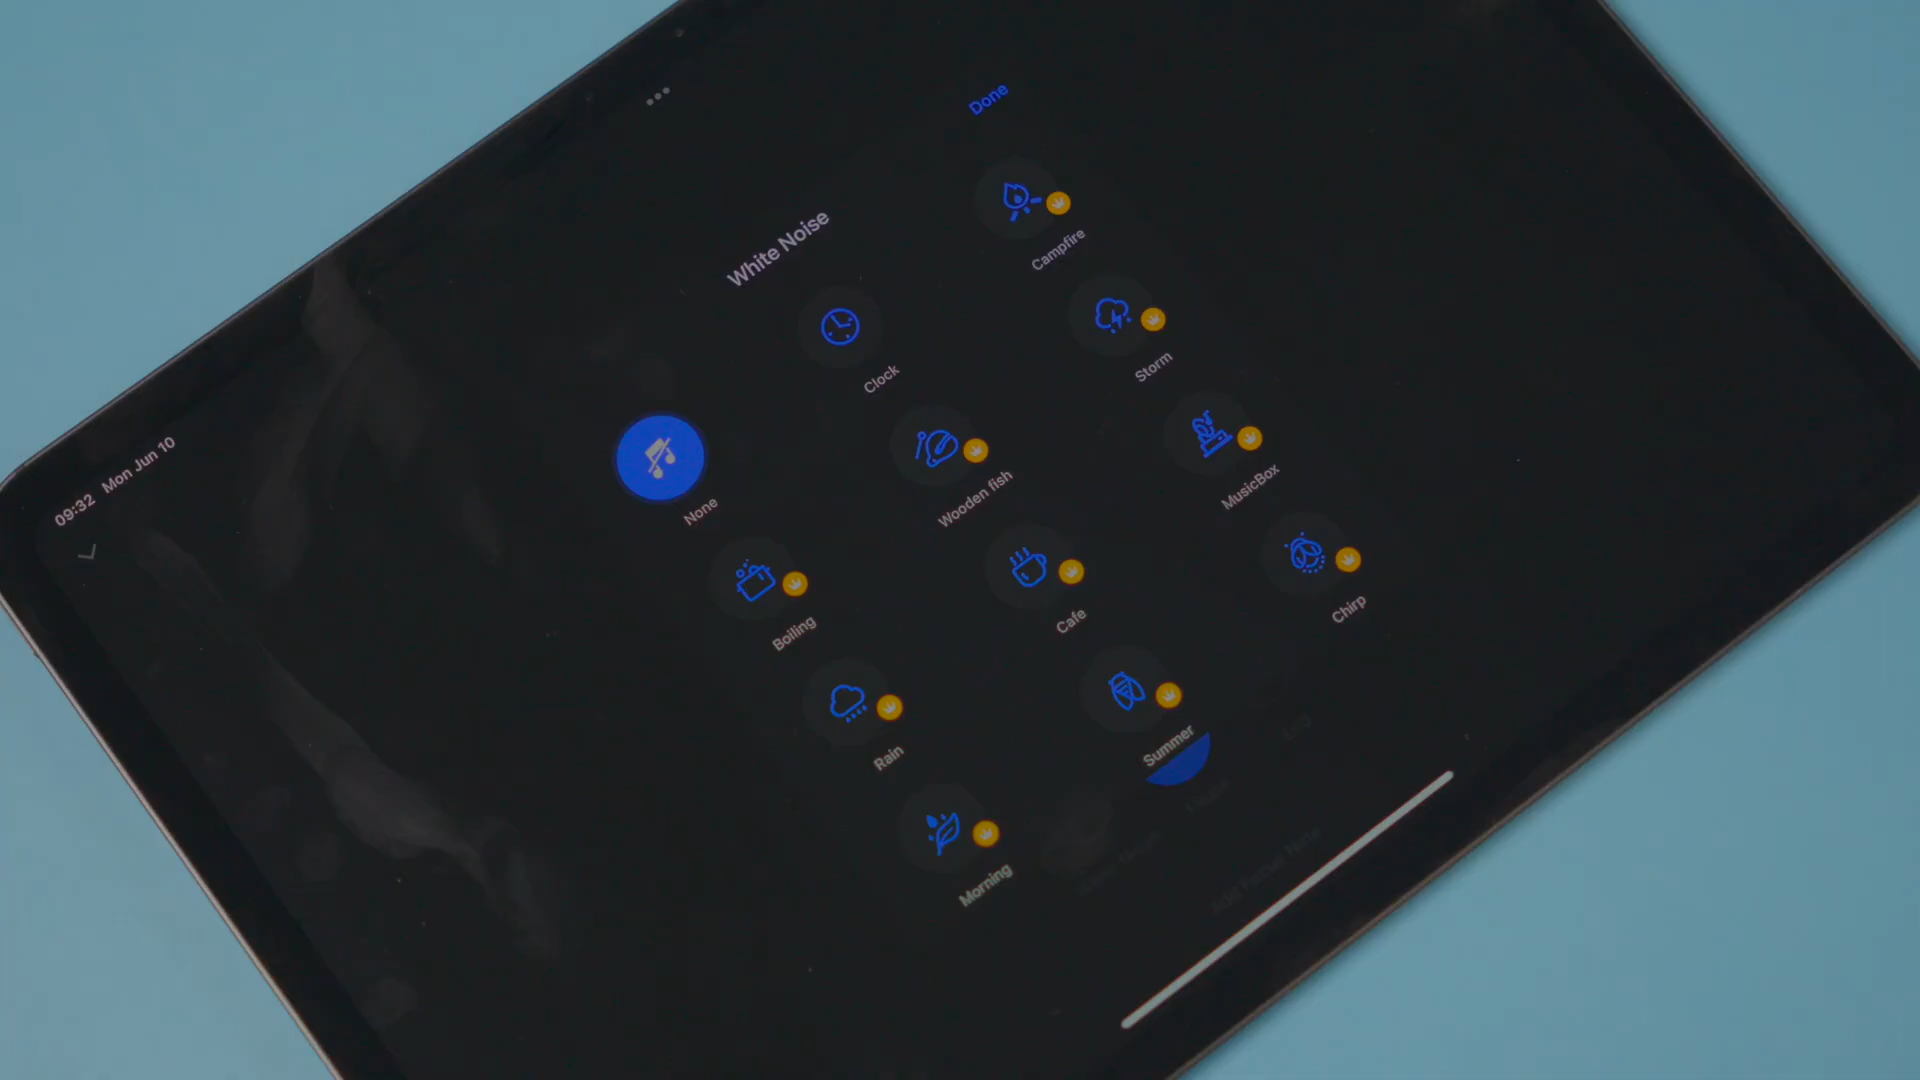 09:32 Mon Jun 10
Done
White Noise
None
Clock
Campfire
Boiling
Wooden fish
Storm
Rain
Cafe
MusicBox
Morning
Summer
Chirp